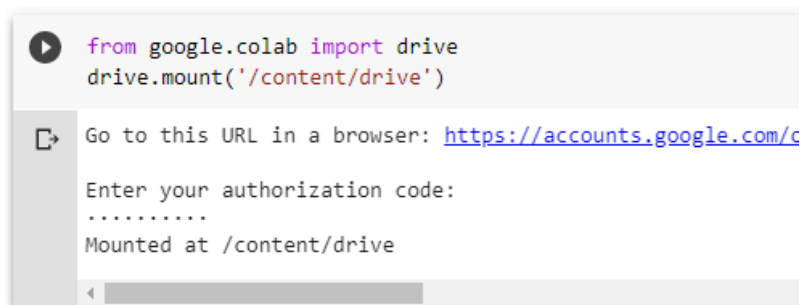 from google.colab import drive
drive.mount('/content/drive')
Go to this URL in a browser: https://accounts.google.com/o
Enter your authorization code:
··········
Mounted at /content/drive